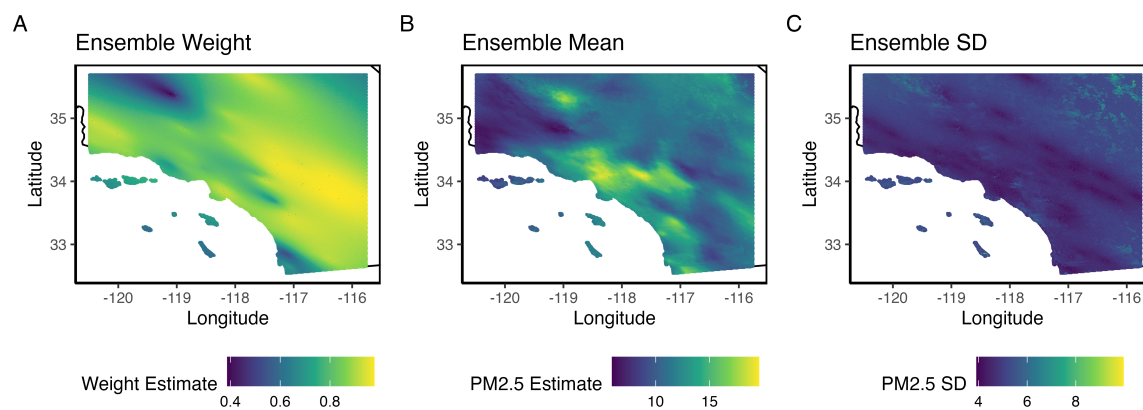 A
Ensemble Weight
35
34
33
Latitude
-120
-119
-118
-117
-116
Longitude
Weight Estimate
0.4
0.6
0.8
B
Ensemble Mean
35
34
33
Latitude
-120
-119
-118
-117
-116
Longitude
PM2.5 Estimate
10
15
C
Ensemble SD
35
34
33
Latitude
-120
-119
-118
-117
-116
Longitude
PM2.5 SD
4
6
8